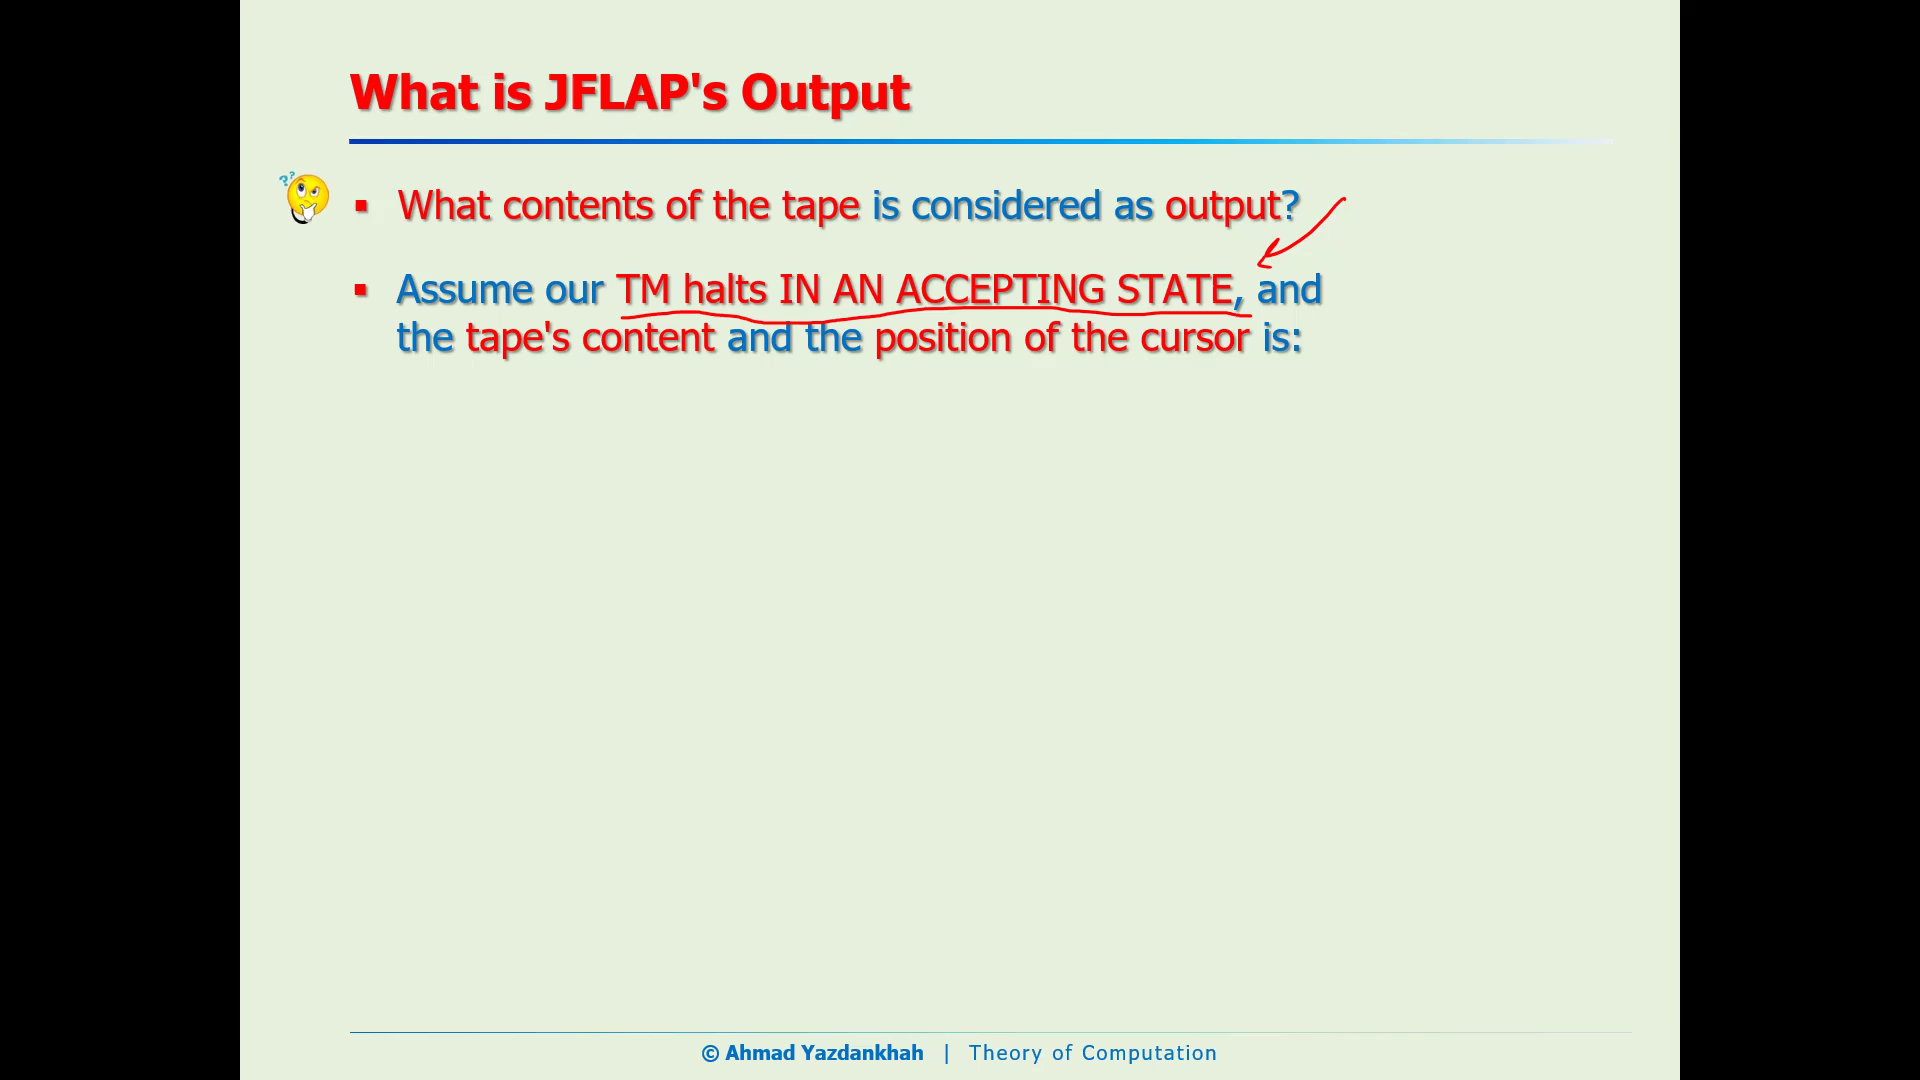 What is JFLAP's Output
▪ What contents of the tape is considered as output?
▪ Assume our TM halts IN AN ACCEPTING STATE, and
the tape's content and the position of the cursor is:
© Ahmad Yazdankhah | Theory of Computation